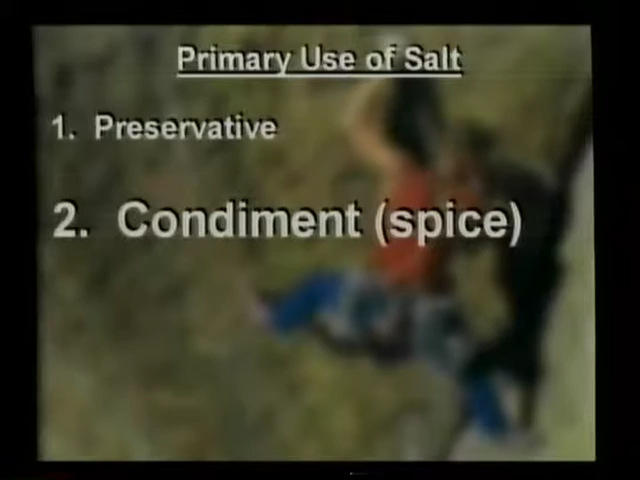 Primary Use of Salt
1. Preservative
2. Condiment (spice)